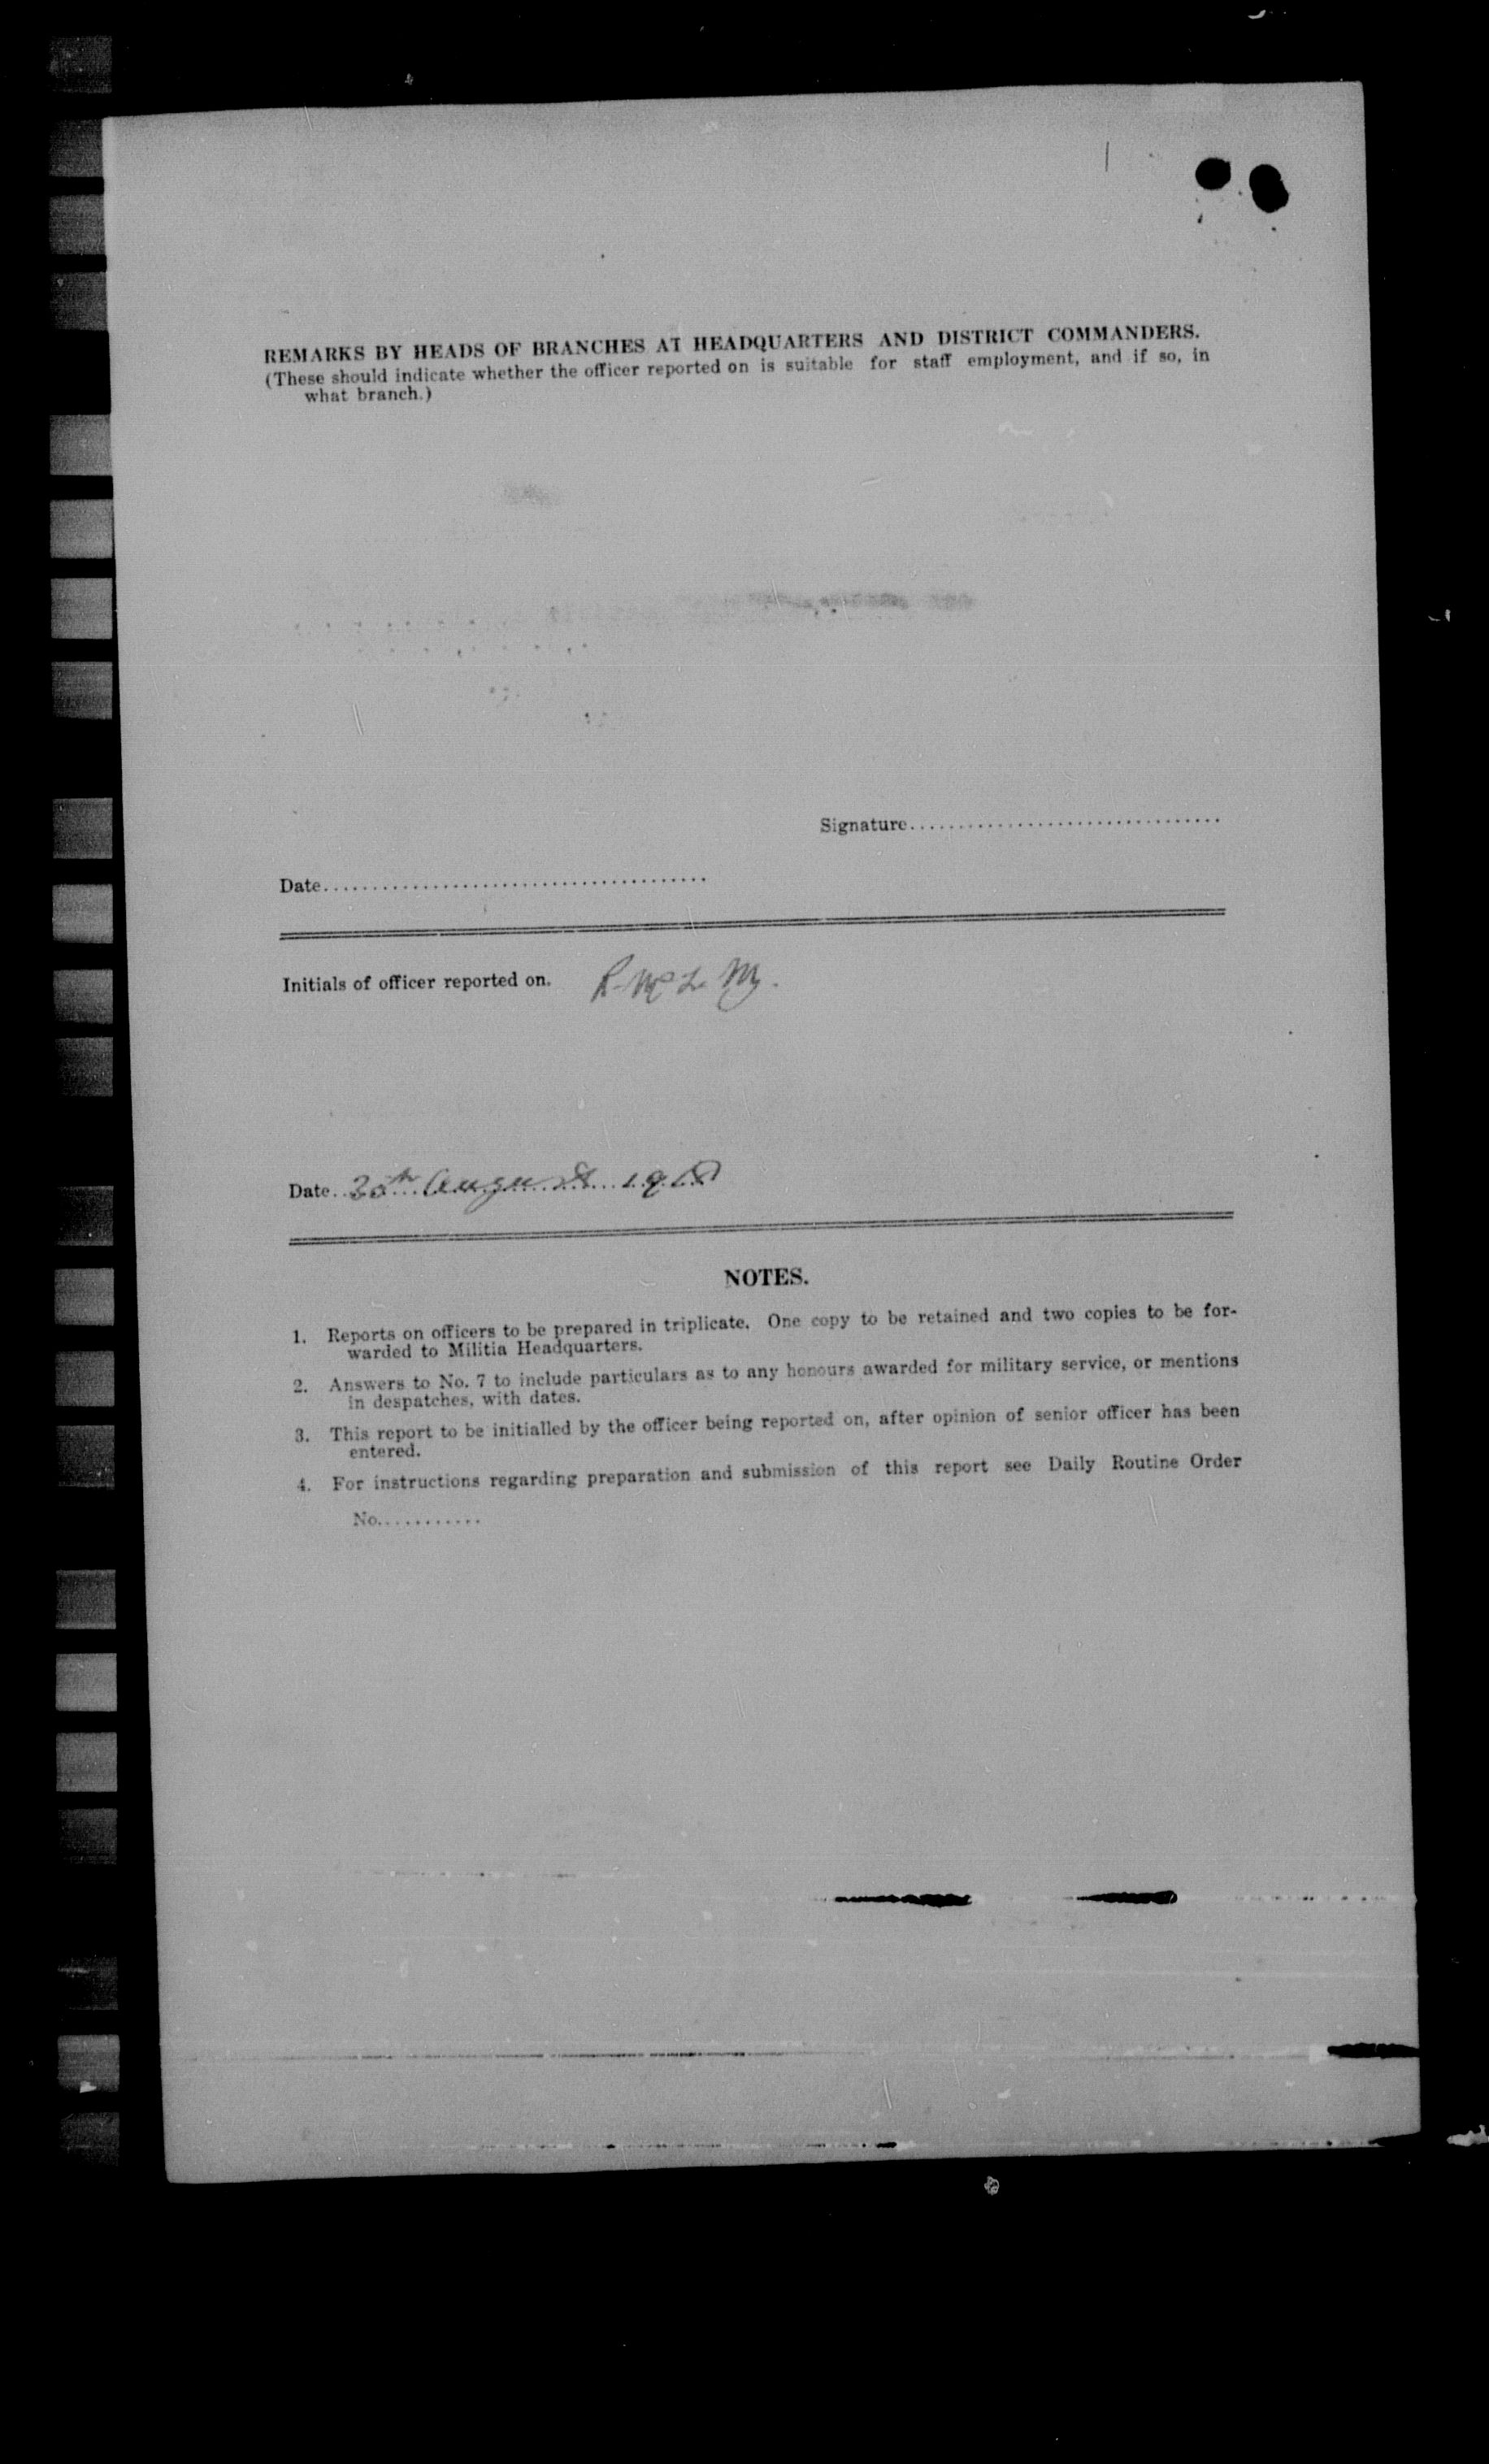 REMARKS BY HEADS OF BRANCHES AT HEADQUARTERS AND DISTRICT COMMANDERS.
(These should indicate whether the officer reported on is suitable for staff employment, and if so, in
what branch.)
Signature................................
Date.......................................
Initials of officer reported on. R. McL. M.
Date 30th August 1918
NOTES.
1. Reports on officers to be prepared in triplicate. One copy to be retained and two copies to be for-
warded to Militia Headquarters.
2. Answers to No. 7 to include particulars as to any honours awarded for military service, or mentions
in despatches, with dates.
3. This report to be initialled by the officer being reported on, after opinion of senior officer has been
entered.
4. For instructions regarding preparation and submission of this report see Daily Routine Order
No...........